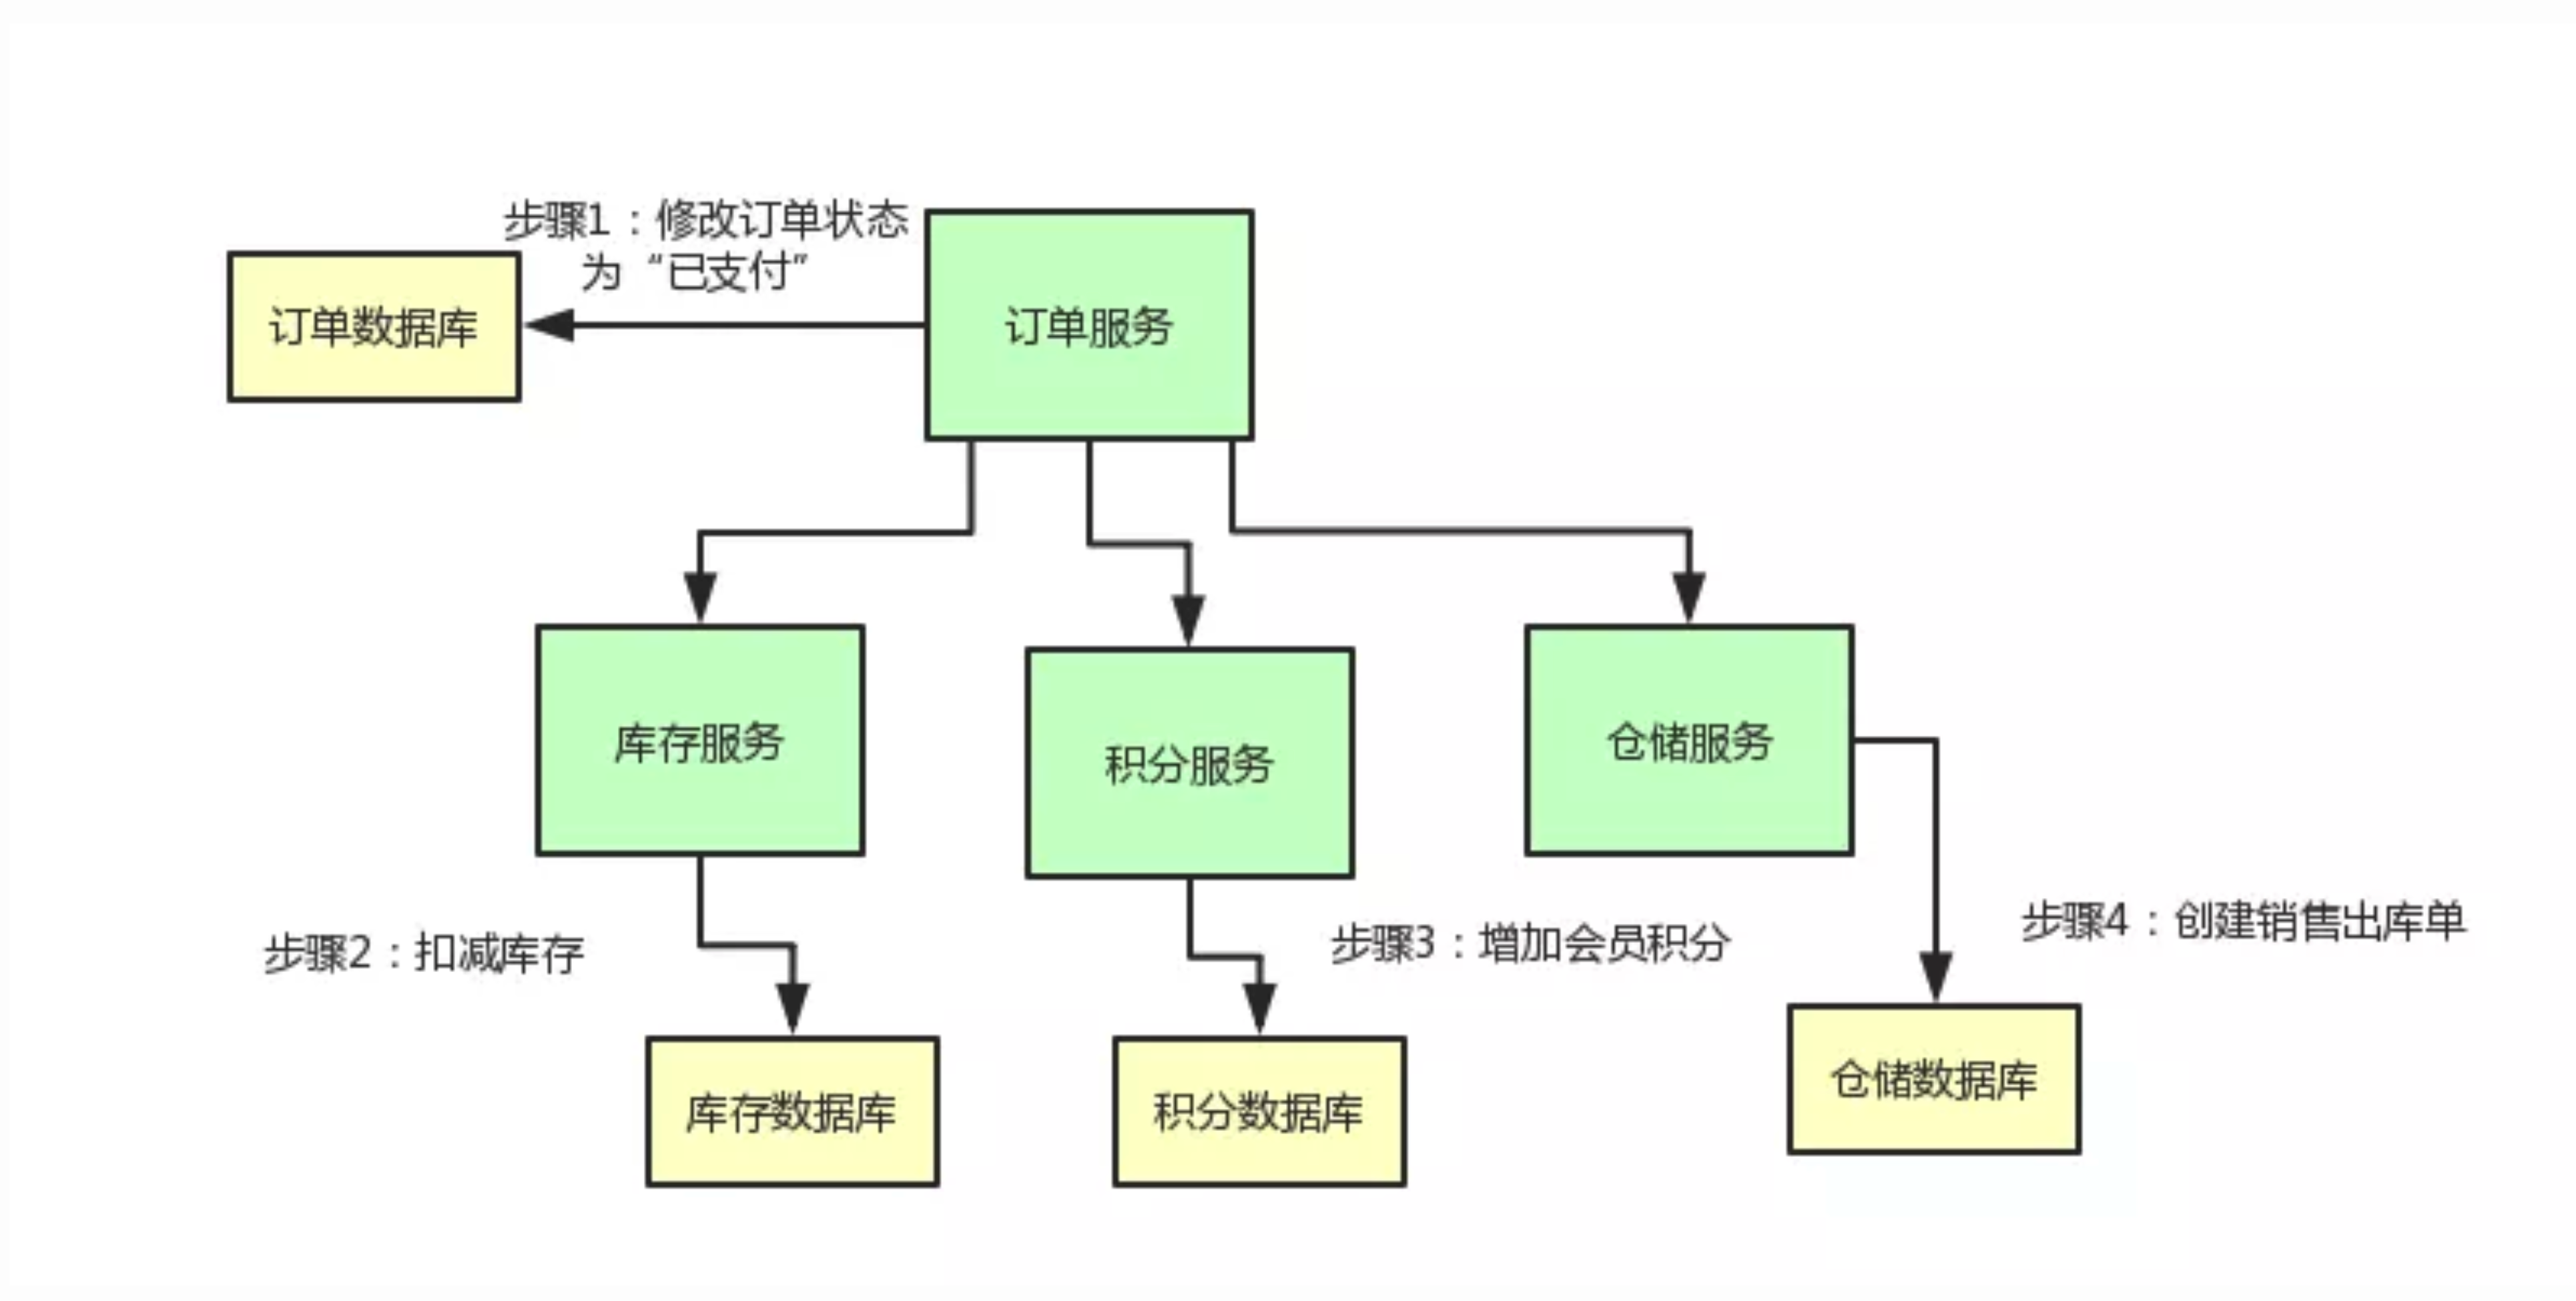 步骤1：修改订单状态
为“已支付”
订单数据库
订单服务
库存服务
积分服务
仓储服务
步骤2：扣减库存
步骤3：增加会员积分
步骤4：创建销售出库单
库存数据库
积分数据库
仓储数据库